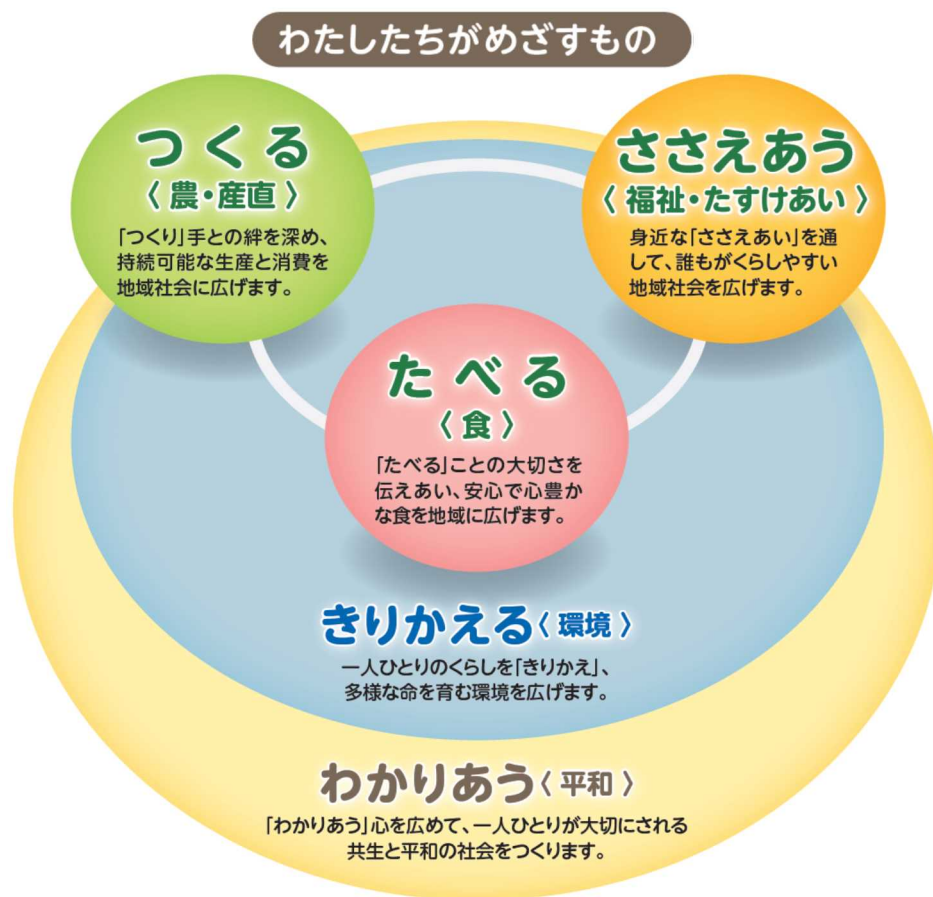 わたしたちがめざすもの
つくる
〈 農・産直 〉
「つくり」手との絆を深め、
持続可能な生産と消費を
地域社会に広げます。
ささえあう
〈 福祉・たすけあい 〉
身近な「ささえあい」を通
して、誰もがくらしやすい
地域社会を広げます。
たべる
〈 食 〉
「たべる」ことの大切さを
伝えあい、安心で心豊か
な食を地域に広げます。
きりかえる〈 環境 〉
一人ひとりのくらしを「きりかえ」、
多様な命を育む環境を広げます。
わかりあう〈 平和 〉
「わかりあう」心を広めて、一人ひとりが大切にされる
共生と平和の社会をつくります。